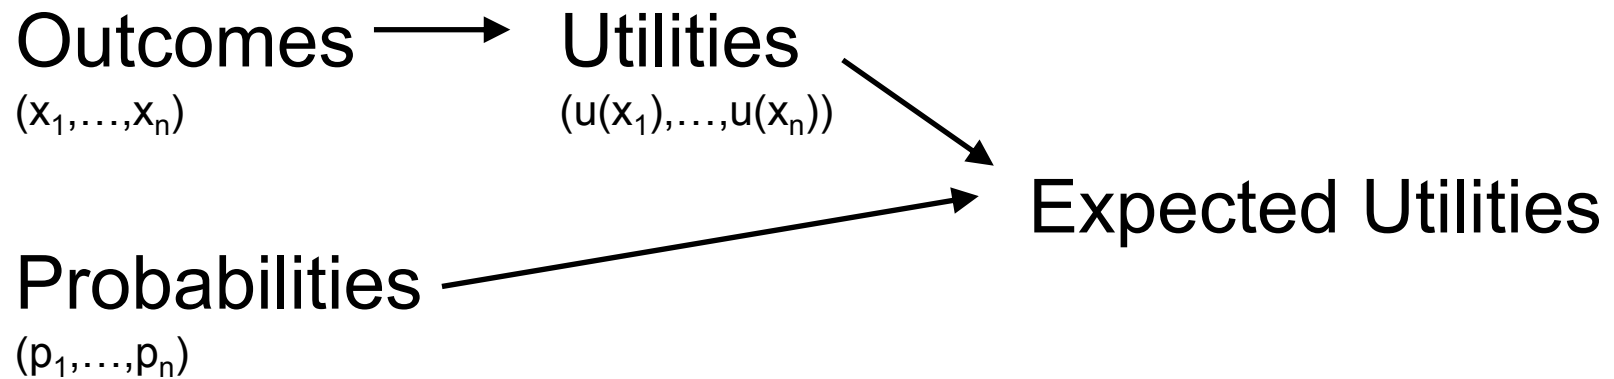 Outcomes
(x₁,…,xₙ)
Utilities
(u(x₁),…,u(xₙ))
Expected Utilities
Probabilities
(p₁,…,pₙ)